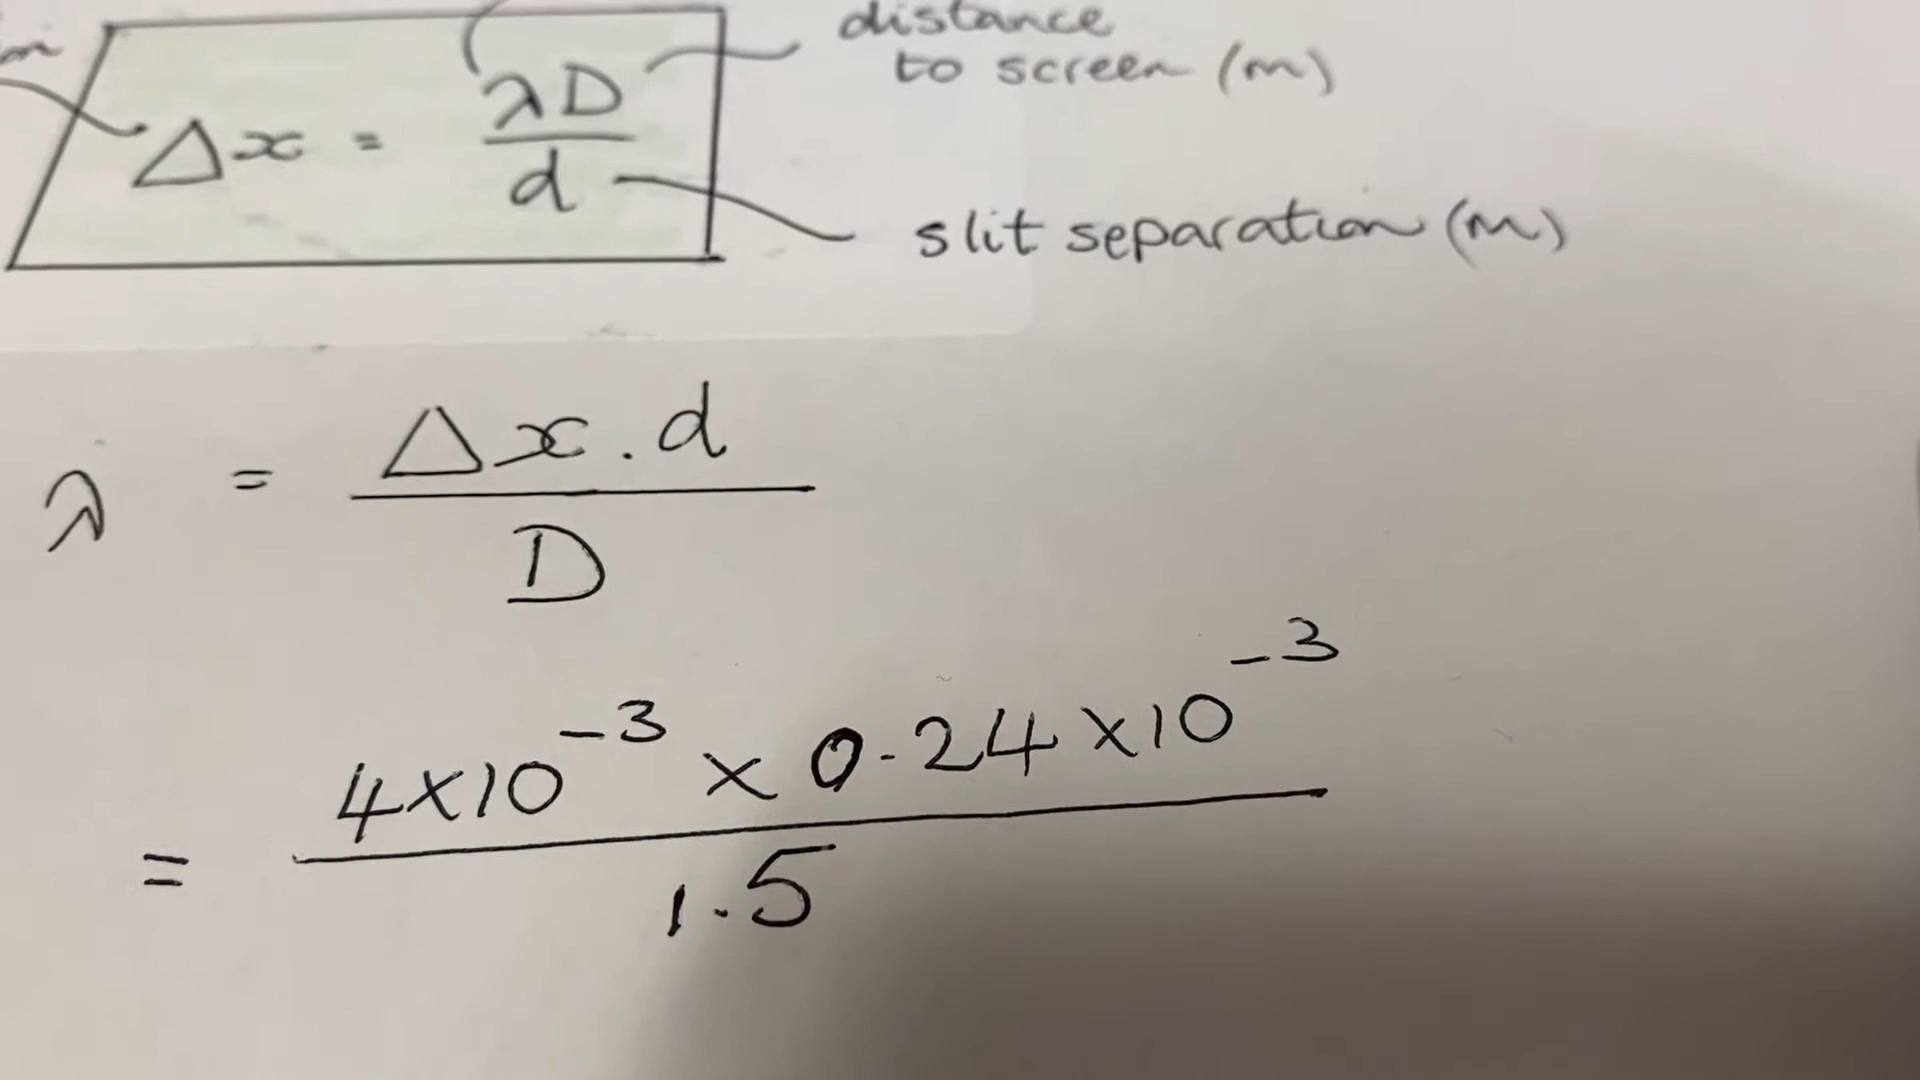 distance
to screen (m)
Δx = λD / d
slit separation (m)
λ = Δx . d / D
= 4×10⁻³ × 0.24×10⁻³ / 1.5